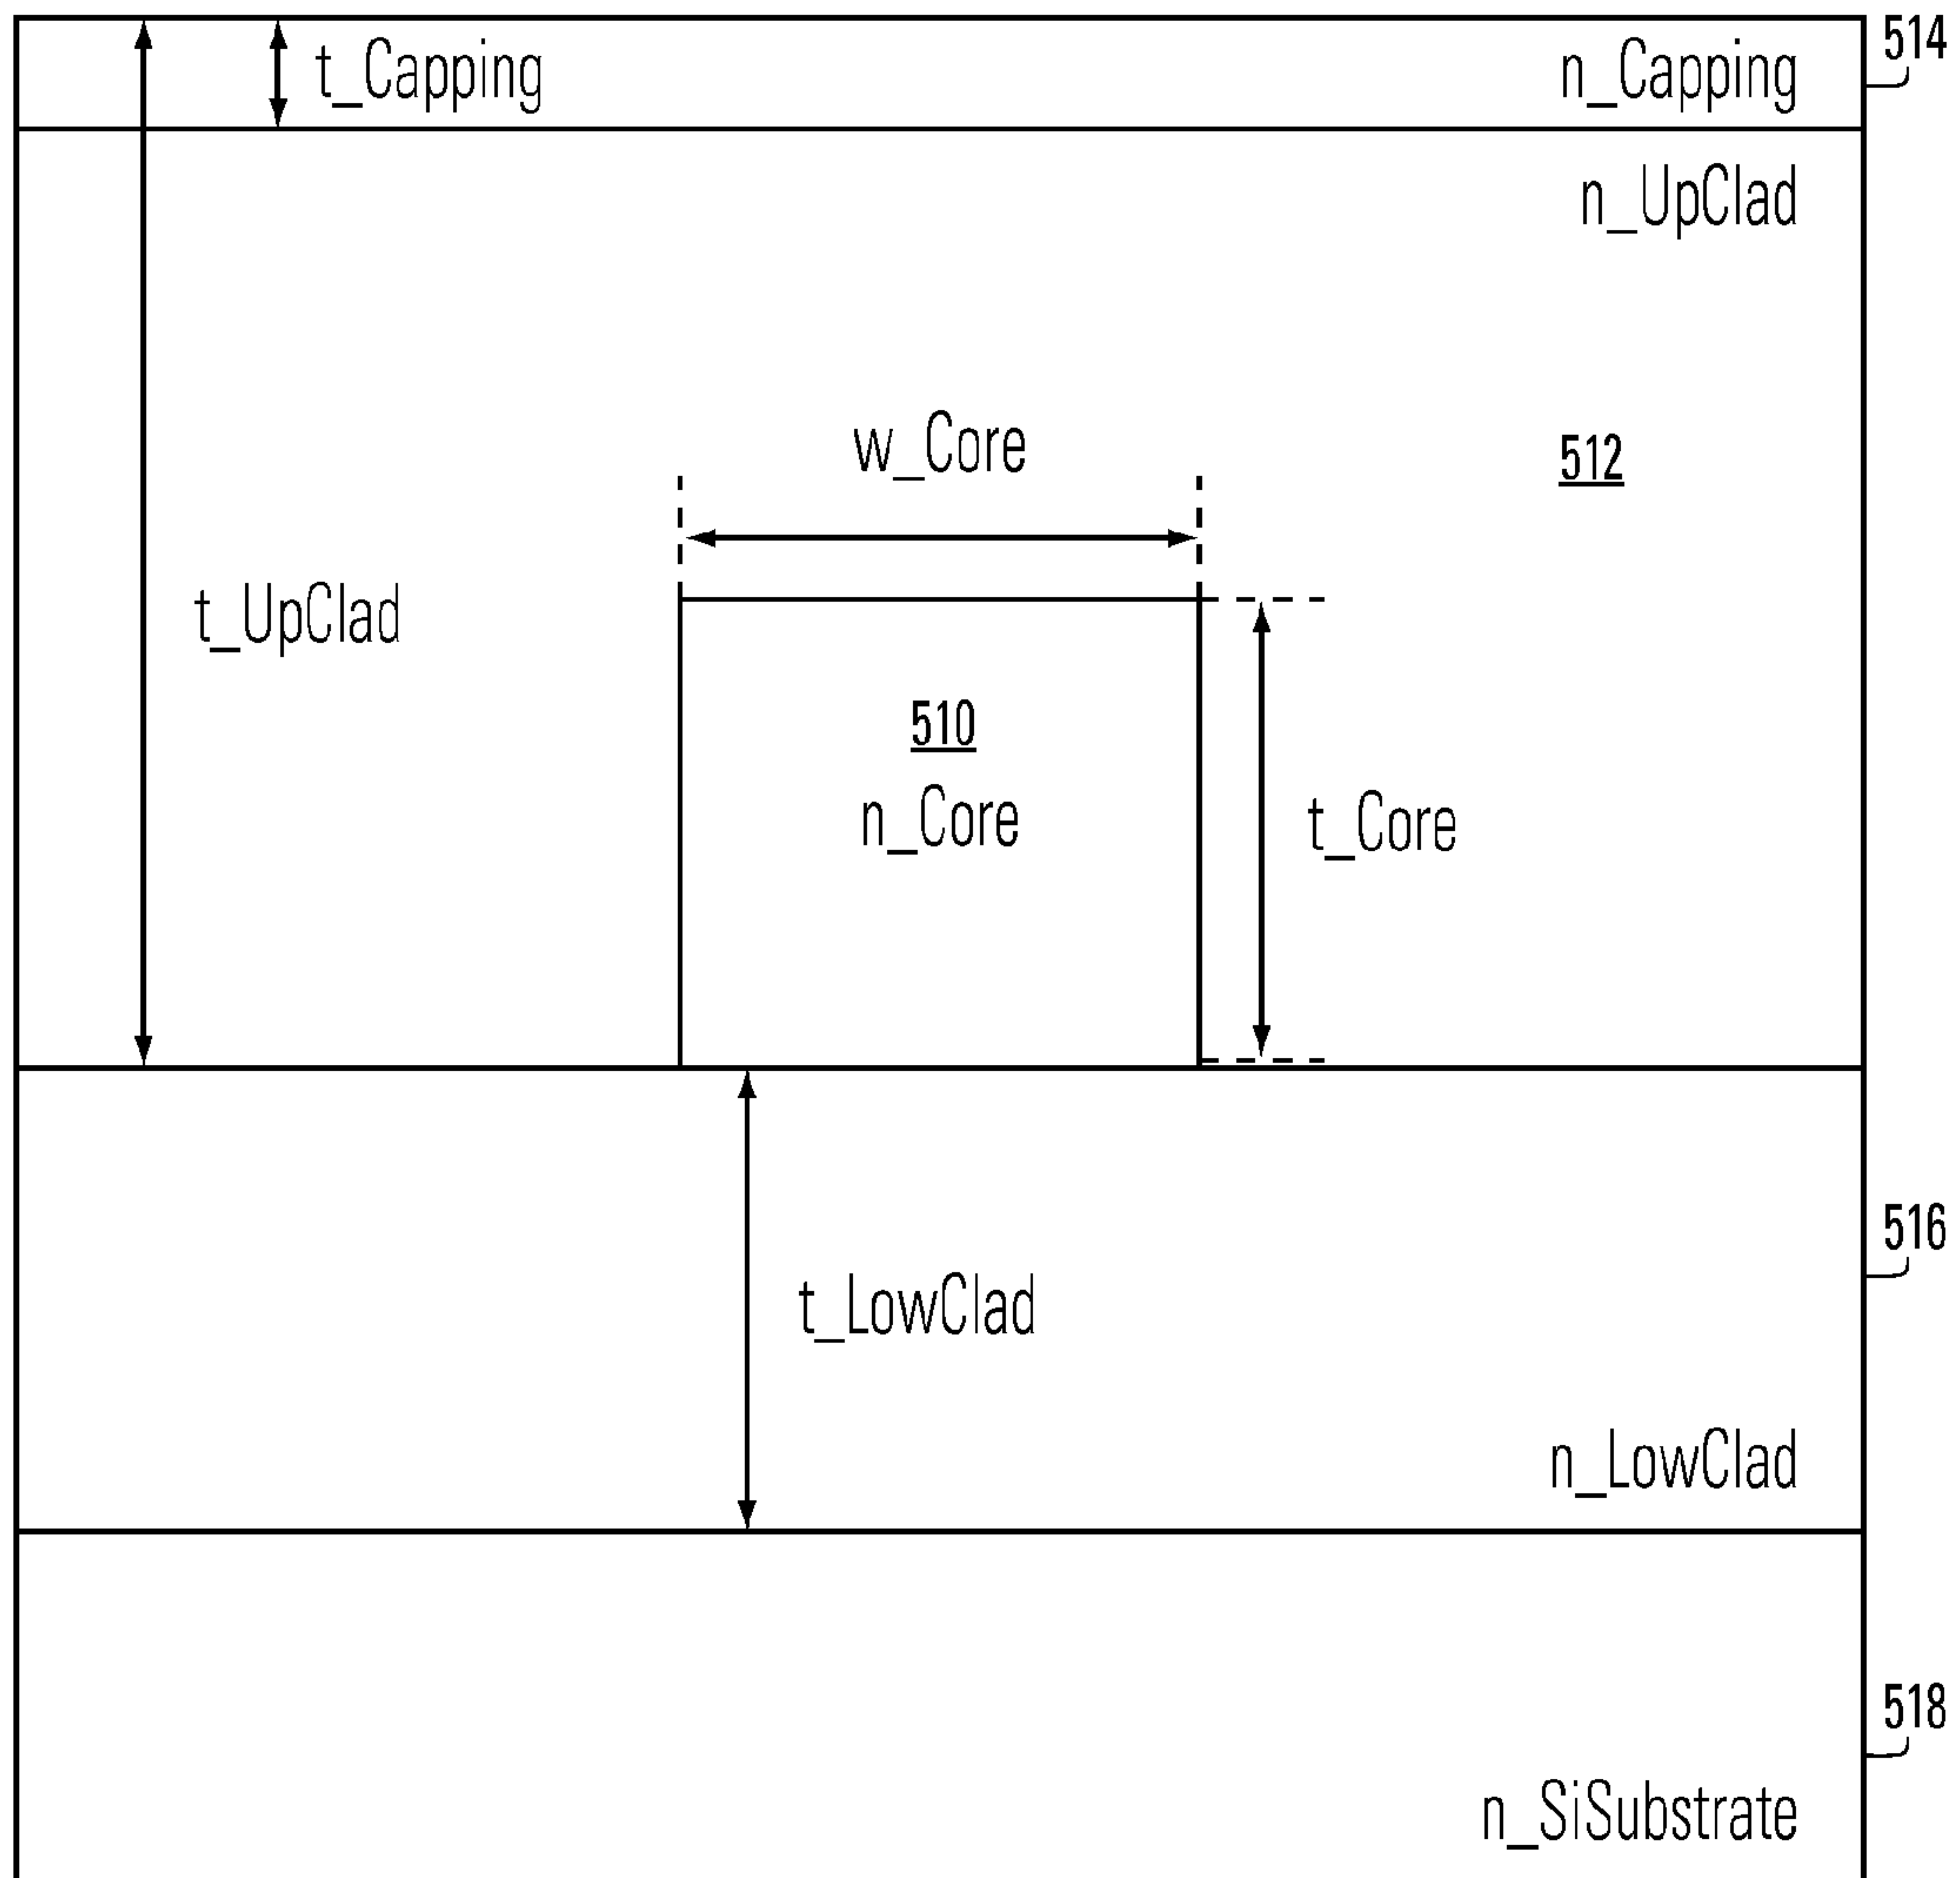 514
t_Capping
n_Capping
n_UpClad
w_Core
512
t_UpClad
510
n_Core
t_Core
516
t_LowClad
n_LowClad
518
n_SiSubstrate